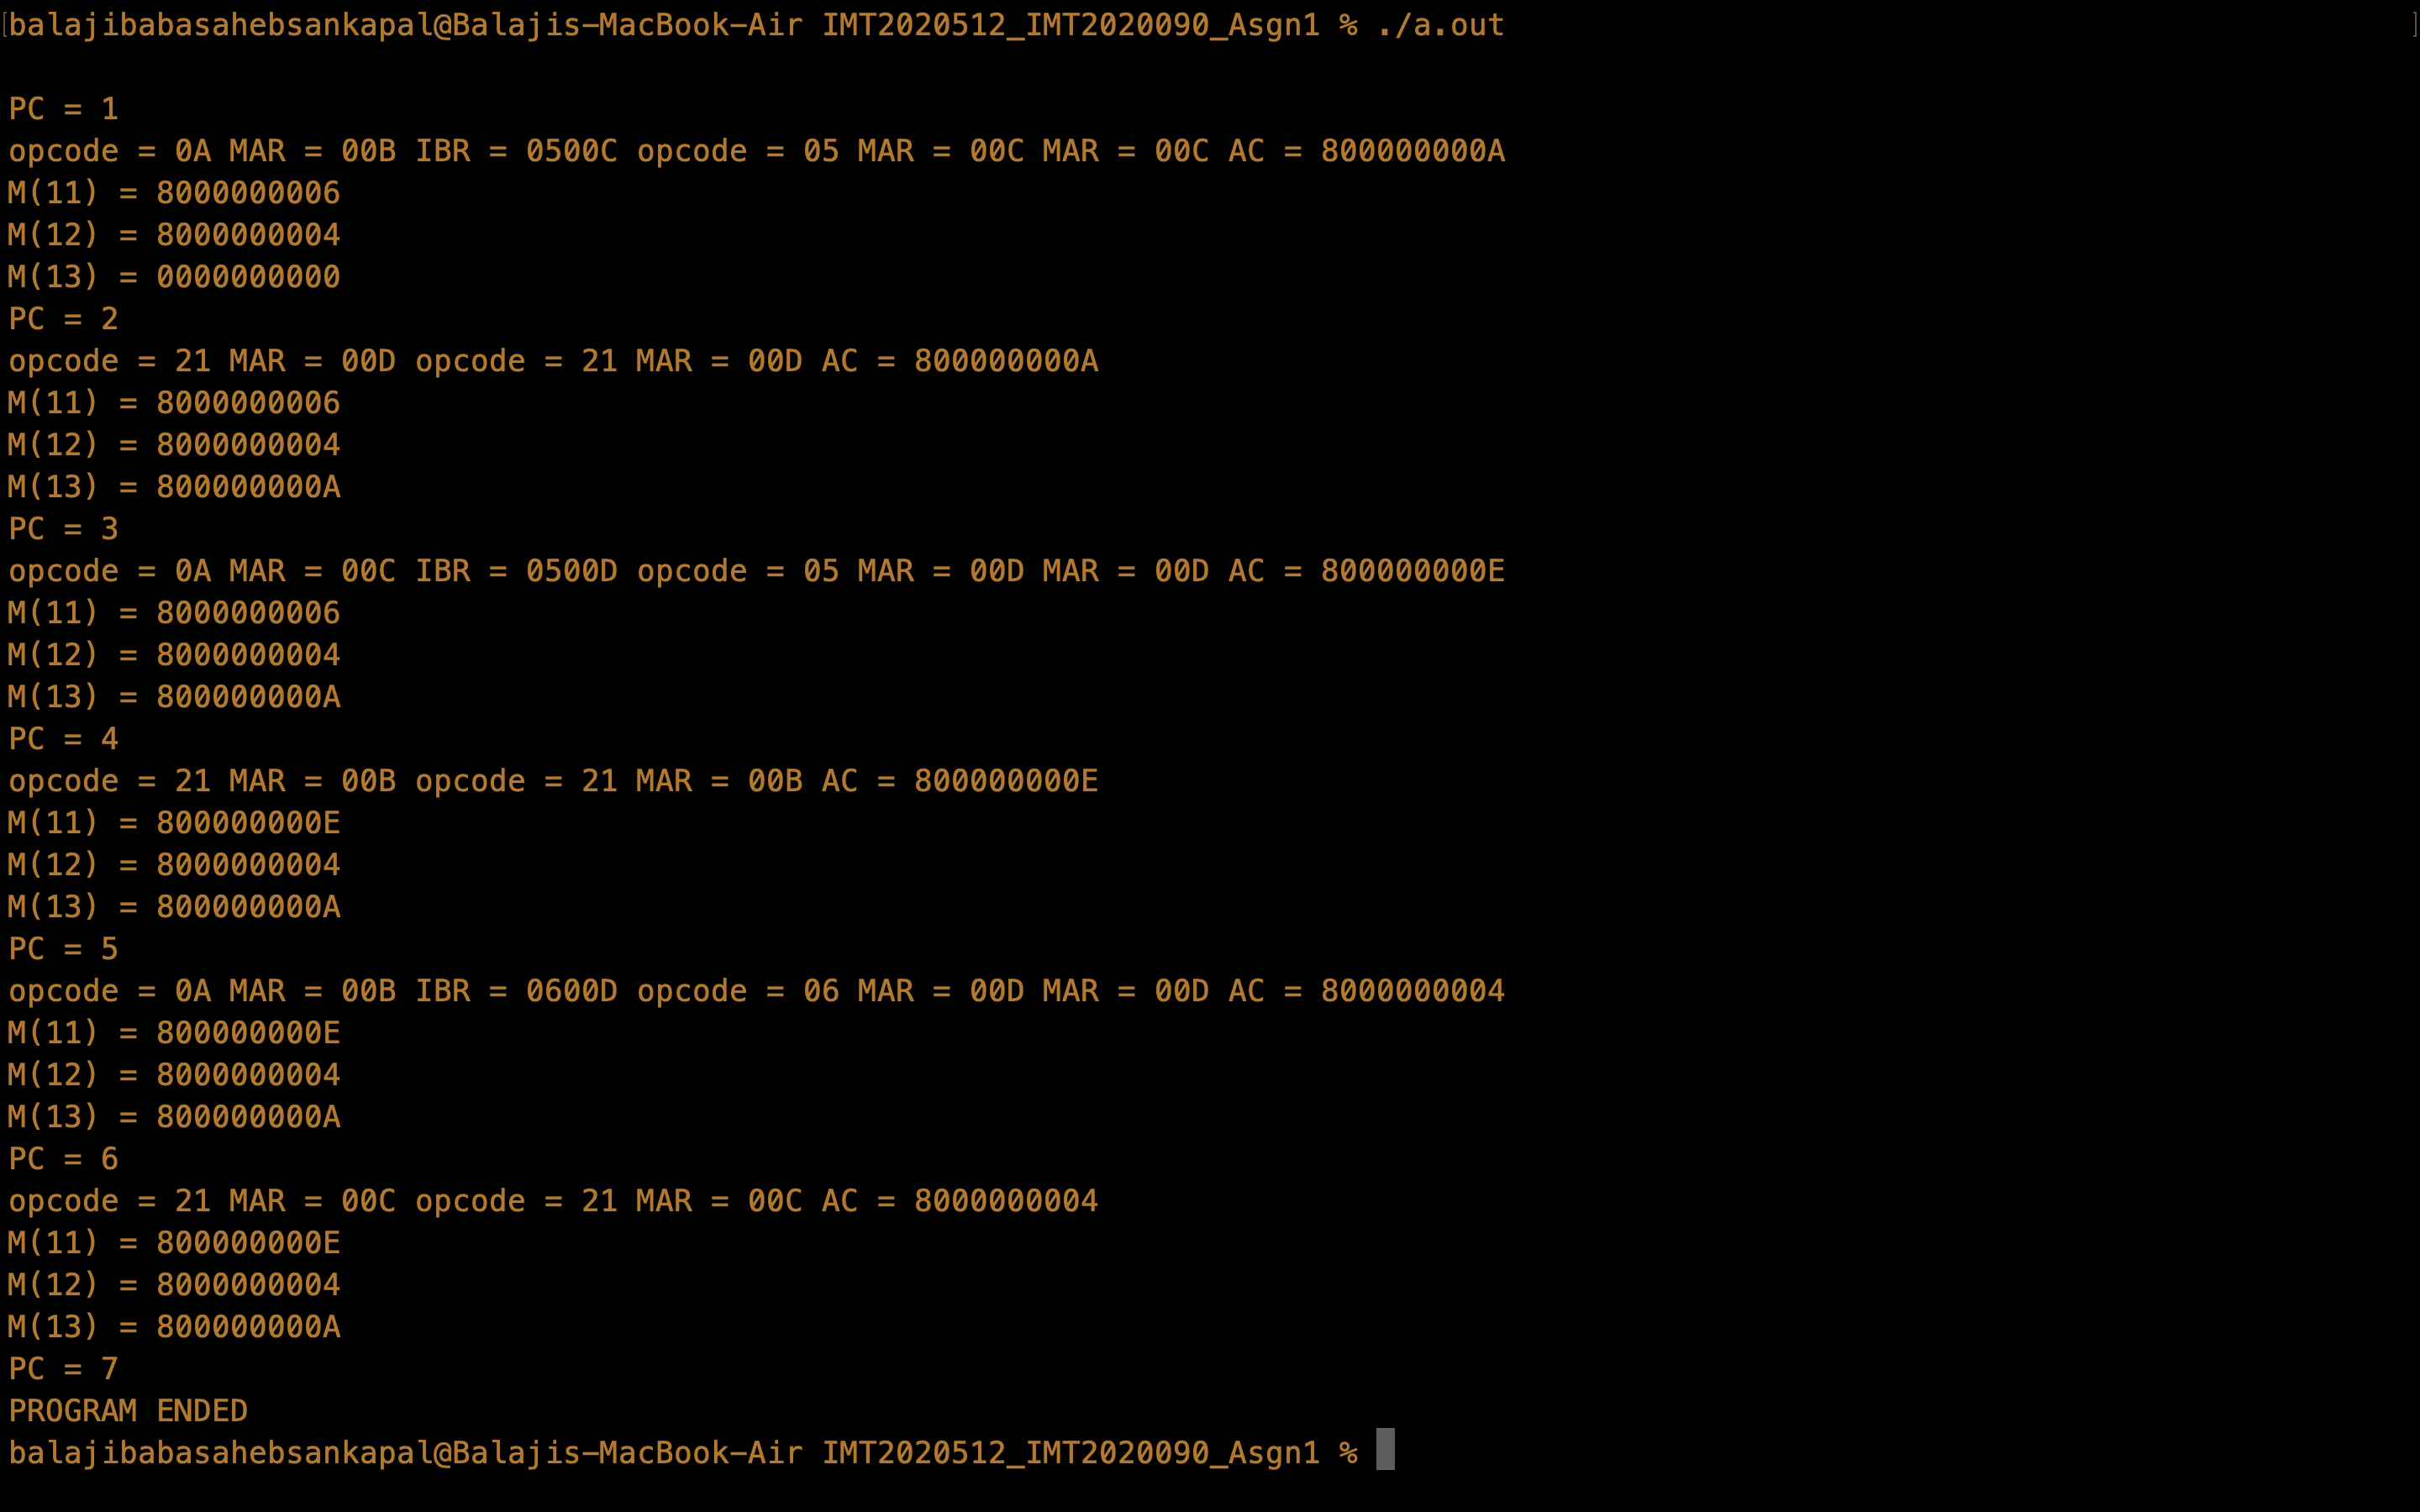 [balajibabasahebsankapal@Balajis-MacBook-Air IMT2020512_IMT2020090_Asgn1 % ./a.out ]
PC = 1
opcode = 0A MAR = 00B IBR = 0500C opcode = 05 MAR = 00C MAR = 00C AC = 800000000A
M(11) = 8000000006
M(12) = 8000000004
M(13) = 0000000000
PC = 2
opcode = 21 MAR = 00D opcode = 21 MAR = 00D AC = 800000000A
M(11) = 8000000006
M(12) = 8000000004
M(13) = 800000000A
PC = 3
opcode = 0A MAR = 00C IBR = 0500D opcode = 05 MAR = 00D MAR = 00D AC = 800000000E
M(11) = 8000000006
M(12) = 8000000004
M(13) = 800000000A
PC = 4
opcode = 21 MAR = 00B opcode = 21 MAR = 00B AC = 800000000E
M(11) = 800000000E
M(12) = 8000000004
M(13) = 800000000A
PC = 5
opcode = 0A MAR = 00B IBR = 0600D opcode = 06 MAR = 00D MAR = 00D AC = 8000000004
M(11) = 800000000E
M(12) = 8000000004
M(13) = 800000000A
PC = 6
opcode = 21 MAR = 00C opcode = 21 MAR = 00C AC = 8000000004
M(11) = 800000000E
M(12) = 8000000004
M(13) = 800000000A
PC = 7
PROGRAM ENDED
balajibabasahebsankapal@Balajis-MacBook-Air IMT2020512_IMT2020090_Asgn1 %